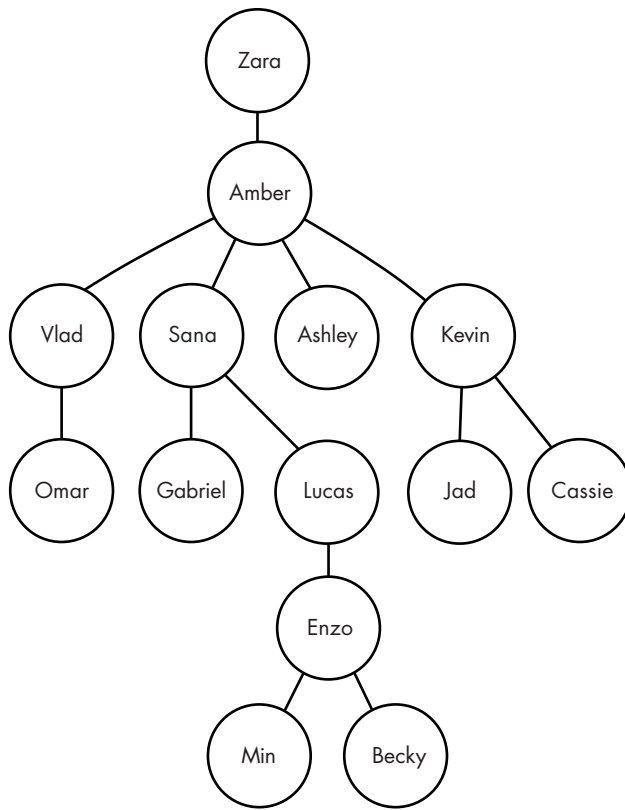 Zara
Amber
Vlad
Sana
Ashley
Kevin
Omar
Gabriel
Lucas
Jad
Cassie
Enzo
Min
Becky